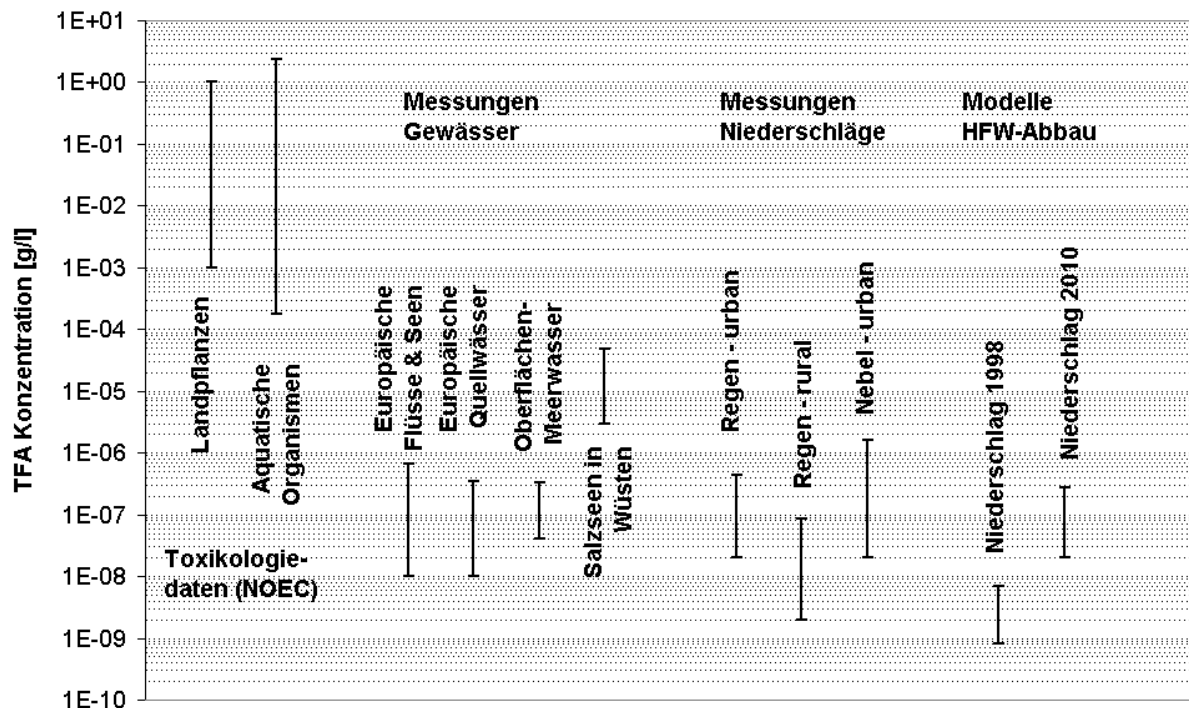 TFA Konzentration [g/l]
1E+01
1E+00
1E-01
1E-02
1E-03
1E-04
1E-05
1E-06
1E-07
1E-08
1E-09
1E-10
Landpflanzen
Aquatische
Organismen
Toxikologie-
daten (NOEC)
Messungen
Gewässer
Europäische
Flüsse & Seen
Europäische
Quellwässer
Oberflächen-
Meerwasser
Salzseen in
Wüsten
Messungen
Niederschläge
Regen - urban
Regen - rural
Nebel - urban
Modelle
HFW-Abbau
Niederschlag 1998
Niederschlag 2010